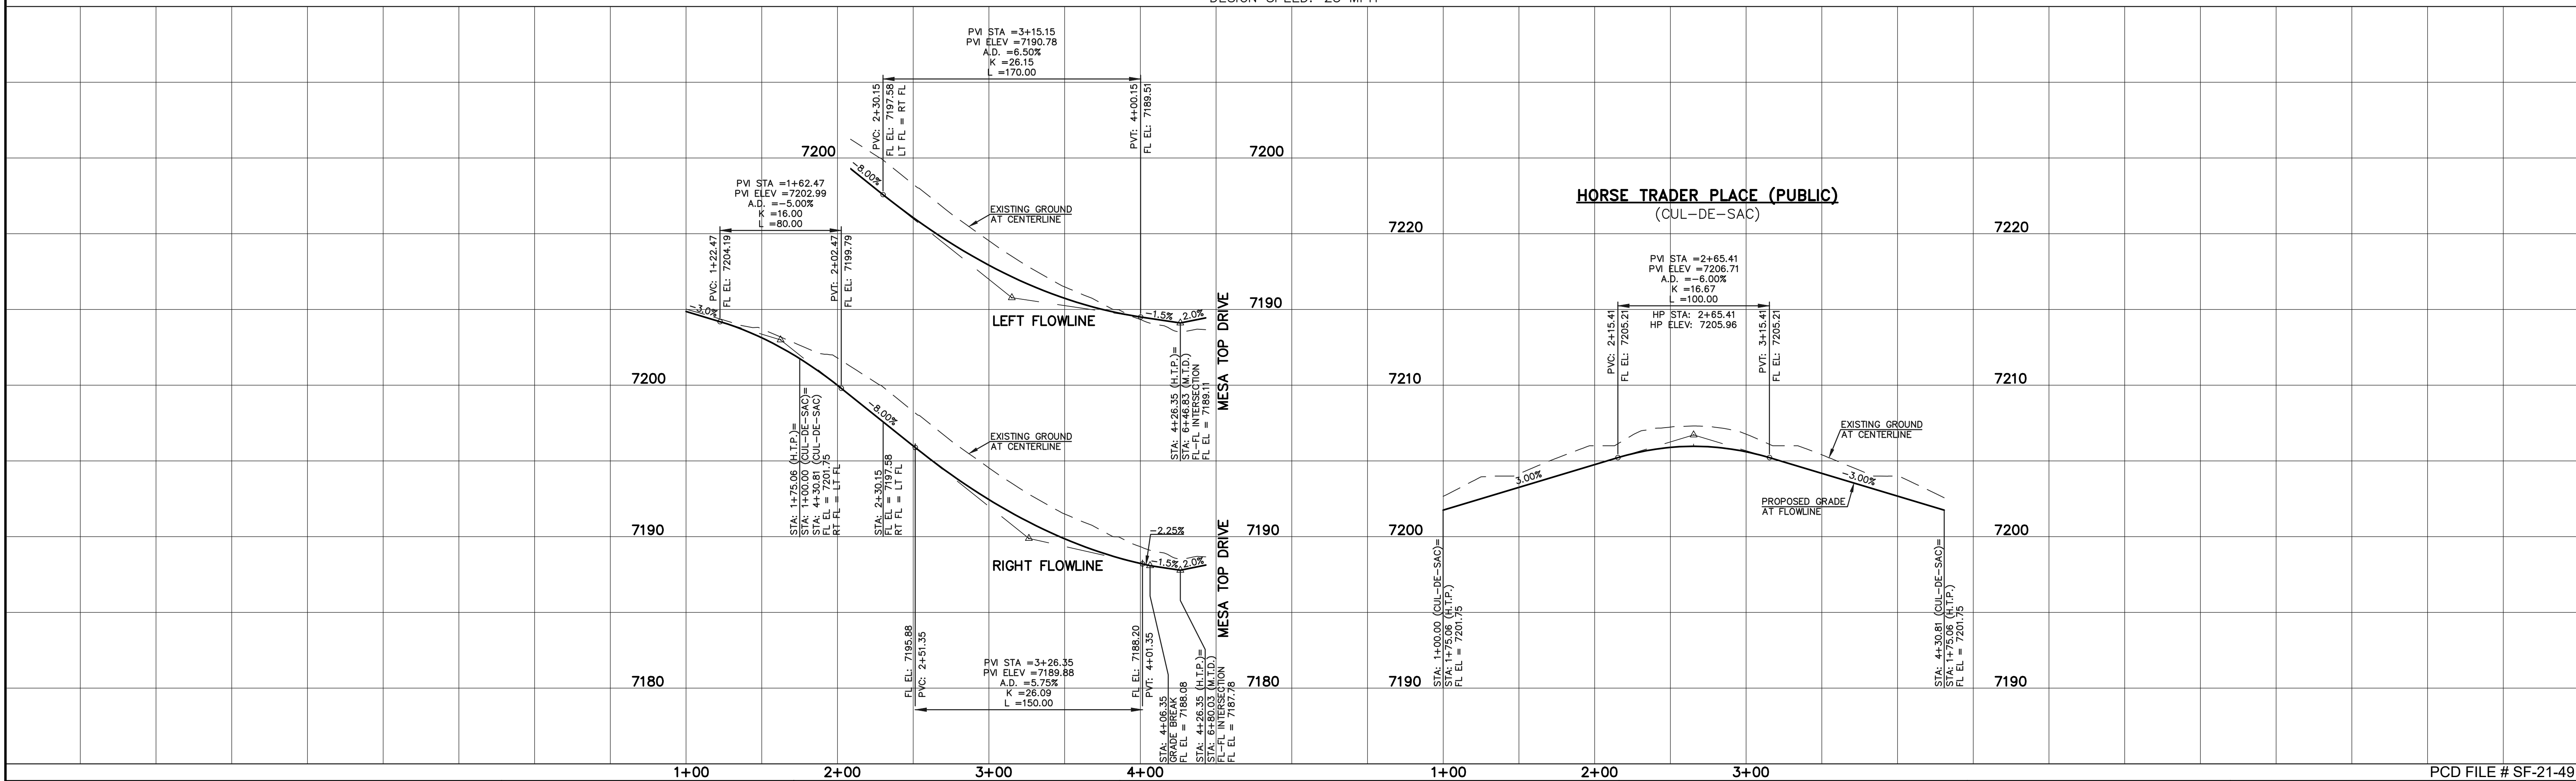 PVI STA =3+15.15
PVI ELEV =7190.78
A.D. =6.50%
K =26.15
L =170.00
PVC: 2+30.15
FL EL: 7197.58
LT FL = RT FL
PVT: 4+00.15
FL EL: 7189.51
7200
7200
-8.00%
EXISTING GROUND
AT CENTERLINE
7190
LEFT FLOWLINE
-1.5%
2.0%
MESA TOP DRIVE
STA: 4+26.35 (H.T.P.)=
STA: 6+46.83 (M.T.D.)
FL-FL INTERSECTION
FL EL = 7189.11
PVI STA =1+62.47
PVI ELEV =7202.99
A.D. =-5.00%
K =16.00
L =80.00
PVC: 1+22.47
FL EL: 7204.19
PVT: 2+02.47
FL EL: 7199.79
-3.0%
7200
-8.00%
EXISTING GROUND
AT CENTERLINE
STA: 1+75.06 (H.T.P.)=
STA: 1+00.00 (CUL-DE-SAC)=
STA: 4+30.81 (CUL-DE-SAC)
FL EL = 7201.75
RT FL = LT FL
STA: 2+30.15
FL EL = 7197.58
RT FL = LT FL
7190
7190
-2.25%
-1.5%
2.0%
RIGHT FLOWLINE
MESA TOP DRIVE
FL EL: 7195.88
PVC: 2+51.35
PVI STA =3+26.35
PVI ELEV =7189.88
A.D. =5.75%
K =26.09
L =150.00
FL EL: 7188.20
PVT: 4+01.35
7180
7180
STA: 4+06.35
GRADE BREAK
FL EL = 7188.08
STA: 4+26.35 (H.T.P.)=
STA: 6+80.03 (M.T.D.)
FL-FL INTERSECTION
FL EL = 7187.78
1+00
2+00
3+00
4+00
HORSE TRADER PLACE (PUBLIC)
(CUL-DE-SAC)
7220
7220
PVI STA =2+65.41
PVI ELEV =7206.71
A.D. =-6.00%
K =16.67
L =100.00
HP STA: 2+65.41
HP ELEV: 7205.96
PVC: 2+15.41
FL EL: 7205.21
PVT: 3+15.41
FL EL: 7205.21
7210
7210
EXISTING GROUND
AT CENTERLINE
3.00%
-3.00%
PROPOSED GRADE
AT FLOWLINE
7200
7200
STA: 1+00.00 (CUL-DE-SAC)=
STA: 1+75.06 (H.T.P.)
FL EL = 7201.75
STA: 4+30.81 (CUL-DE-SAC)=
STA: 1+75.06 (H.T.P.)
FL EL = 7201.75
7190
7190
1+00
2+00
3+00
PCD FILE # SF-21-49